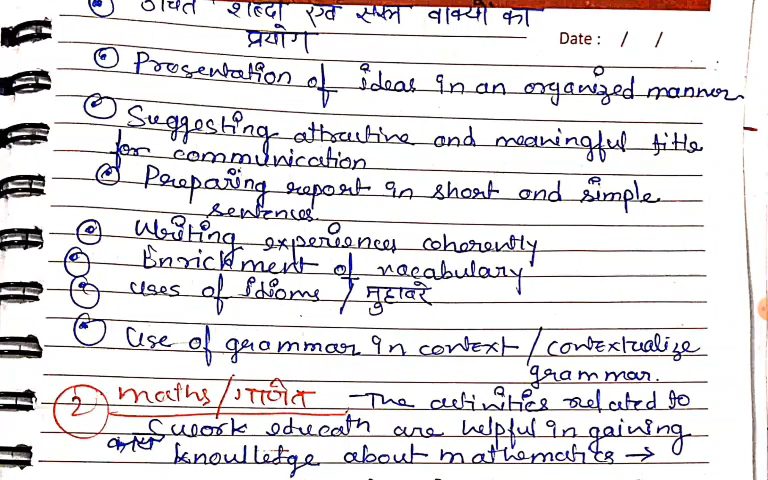 उचित शब्दों एवं सरल वाक्यों का
प्रयोग
Date : / /
Presentation of ideas in an organized manner
Suggesting attractive and meaningful title
for communication
Preparing report in short and simple
sentences
Writing experiences coherently
Enrichment of vocabulary
Uses of idioms / मुहावरे
Use of grammar in context / contextualize
grammar.
2 maths / गणित The activities related to
work educath are helpful in gaining
knowlledge about mathematics →